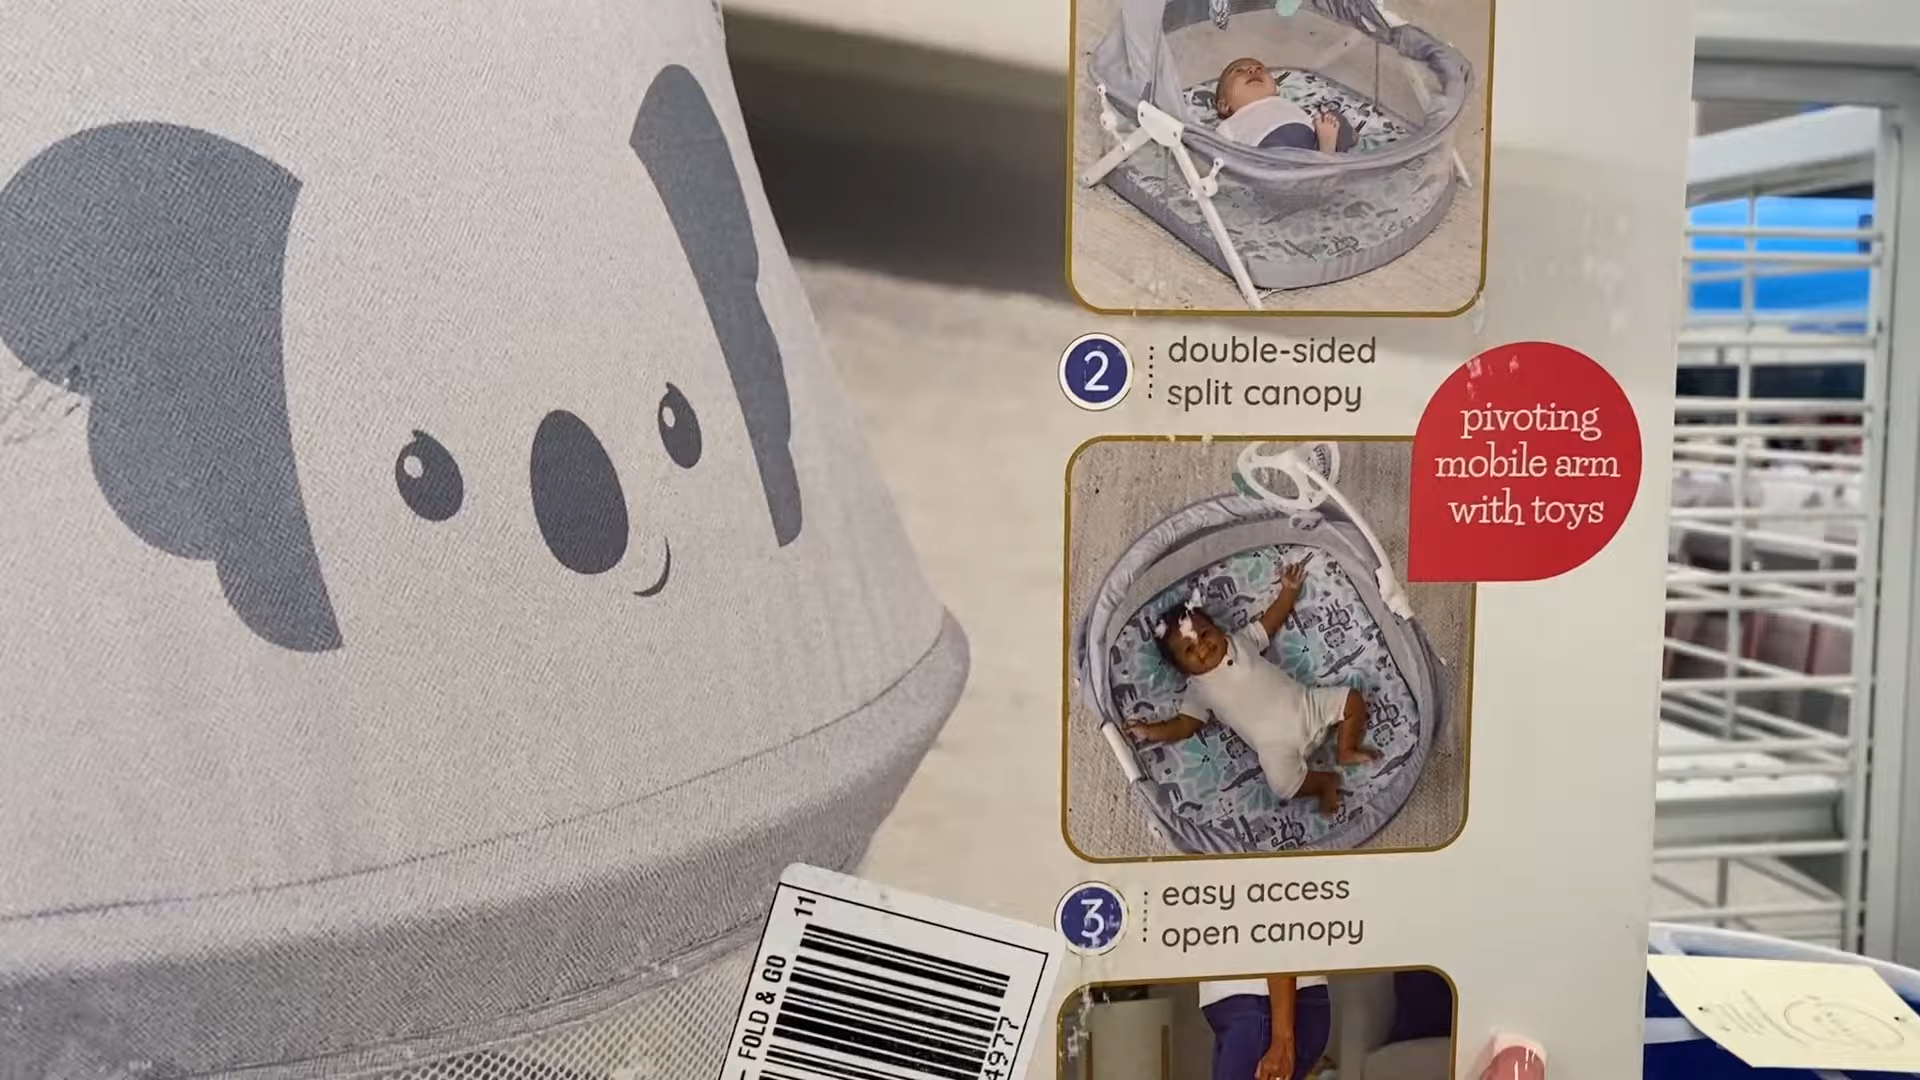 2
double-sided
split canopy
pivoting
mobile arm
with toys
3
easy access
open canopy
11
FOLD & GO
4977